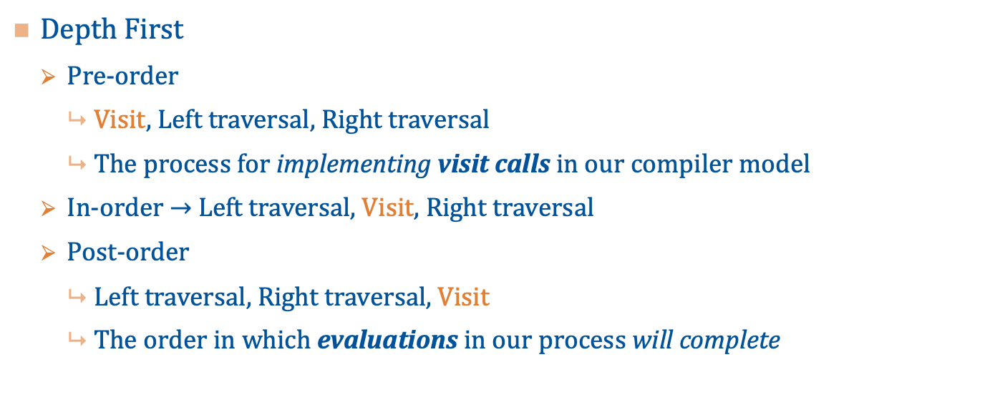 ■ Depth First
➢ Pre-order
↳ Visit, Left traversal, Right traversal
↳ The process for implementing visit calls in our compiler model
➢ In-order → Left traversal, Visit, Right traversal
➢ Post-order
↳ Left traversal, Right traversal, Visit
↳ The order in which evaluations in our process will complete